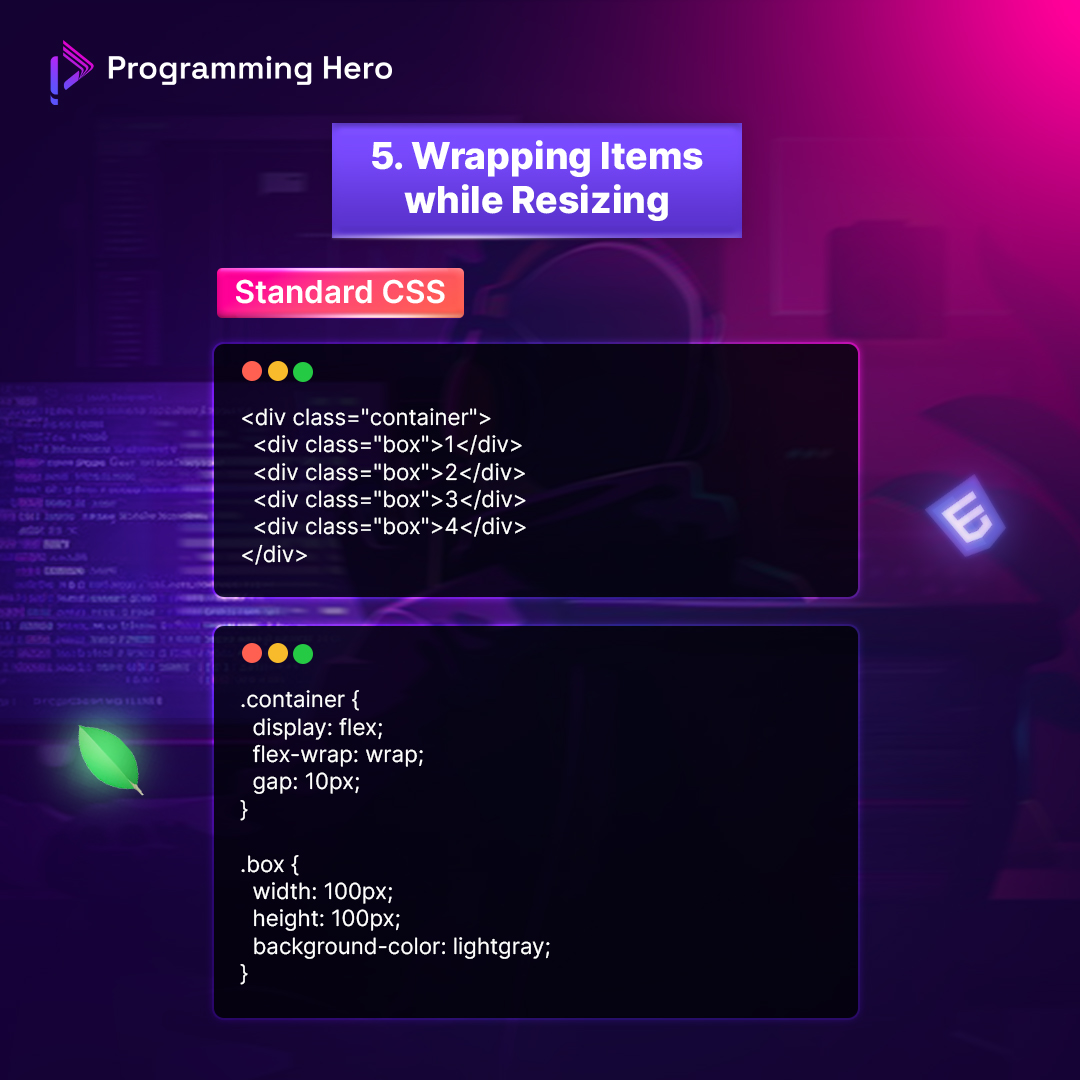 Programming Hero
5. Wrapping Items
while Resizing
Standard CSS
<div class="container">
  <div class="box">1</div>
  <div class="box">2</div>
  <div class="box">3</div>
  <div class="box">4</div>
</div>
.container {
  display: flex;
  flex-wrap: wrap;
  gap: 10px;
}
.box {
  width: 100px;
  height: 100px;
  background-color: lightgray;
}